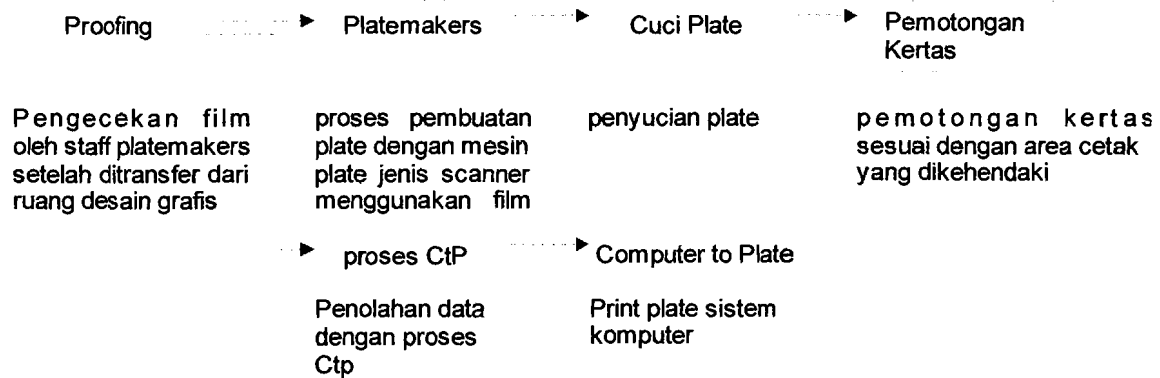 Proofing
Platemakers
Cuci Plate
Pemotongan
Kertas
Pengecekan film
oleh staff platemakers
setelah ditransfer dari
ruang desain grafis
proses pembuatan
plate dengan mesin
plate jenis scanner
menggunakan film
penyucian plate
pemotongan kertas
sesuai dengan area cetak
yang dikehendaki
proses CtP
Computer to Plate
Penolahan data
dengan proses
Ctp
Print plate sistem
komputer